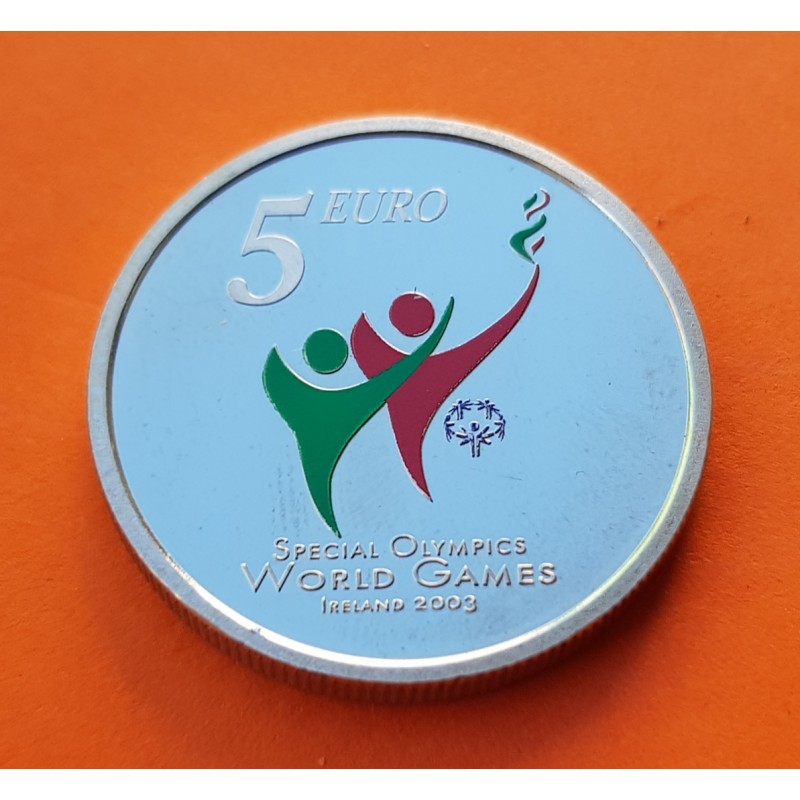 5 EURO
SPECIAL OLYMPICS
WORLD GAMES
IRELAND 2003